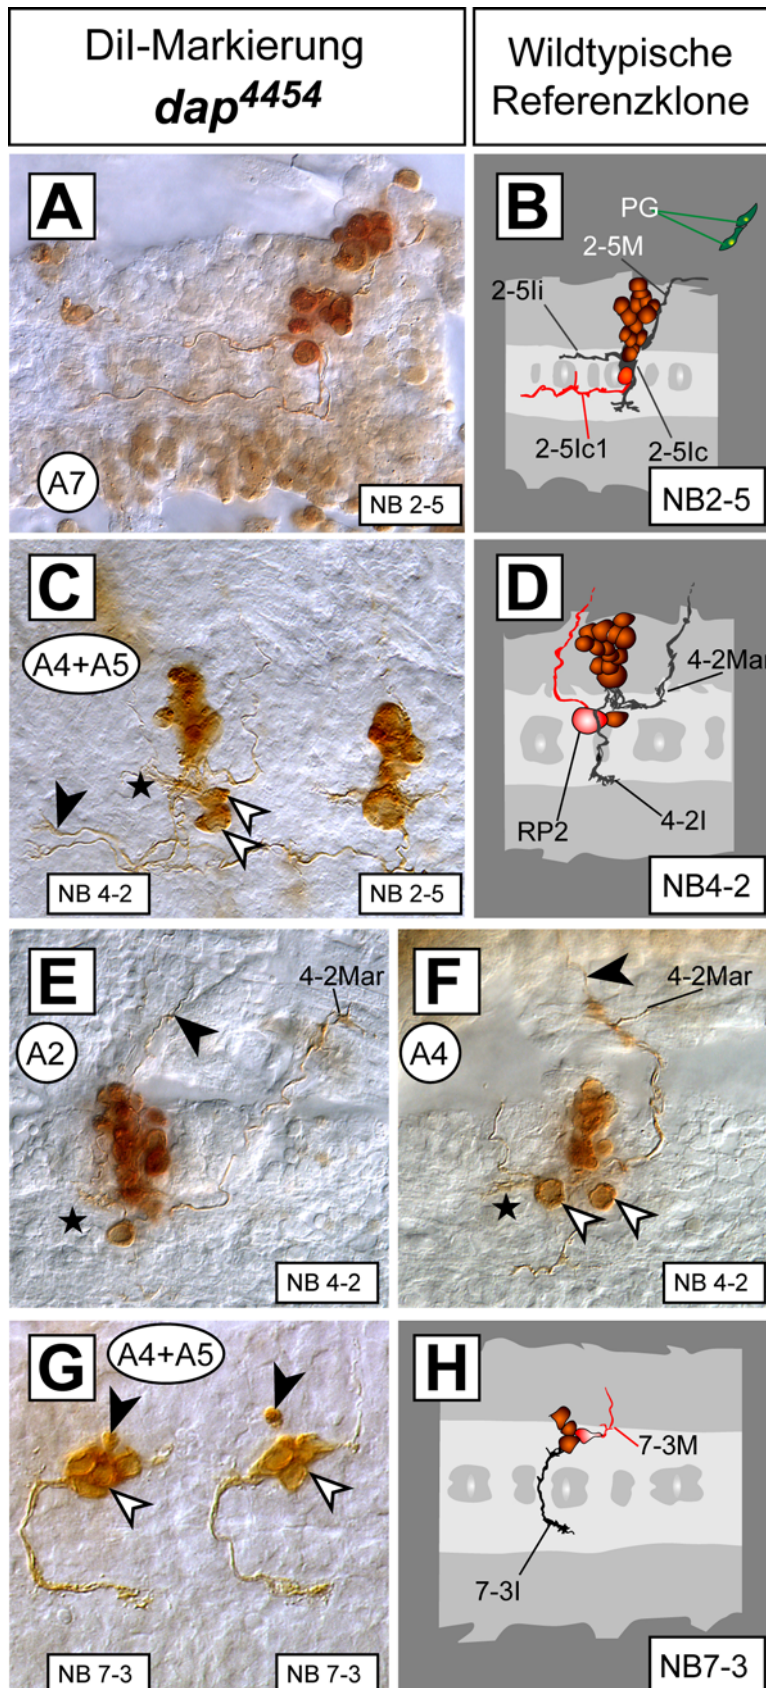 DiI-Markierung
dap4454
Wildtypische
Referenzklone
A
A7
NB 2-5
B
PG
2-5M
2-5Ii
2-5Ic1
2-5Ic
NB2-5
C
A4+A5
NB 4-2
NB 2-5
D
4-2Mar
RP2
4-2I
NB4-2
E
A2
4-2Mar
NB 4-2
F
A4
4-2Mar
NB 4-2
G
A4+A5
NB 7-3
NB 7-3
H
7-3M
7-3I
NB7-3